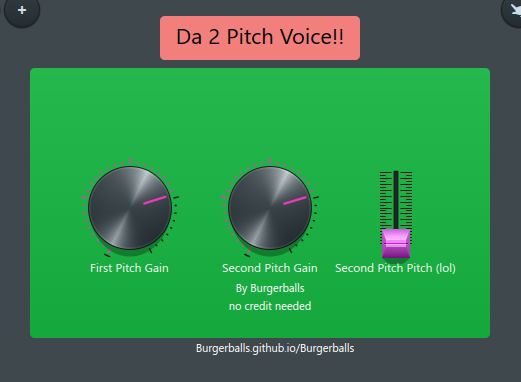 +
Da 2 Pitch Voice!!
First Pitch Gain
Second Pitch Gain
Second Pitch Pitch (lol)
By Burgerballs
no credit needed
Burgerballs.github.io/Burgerballs